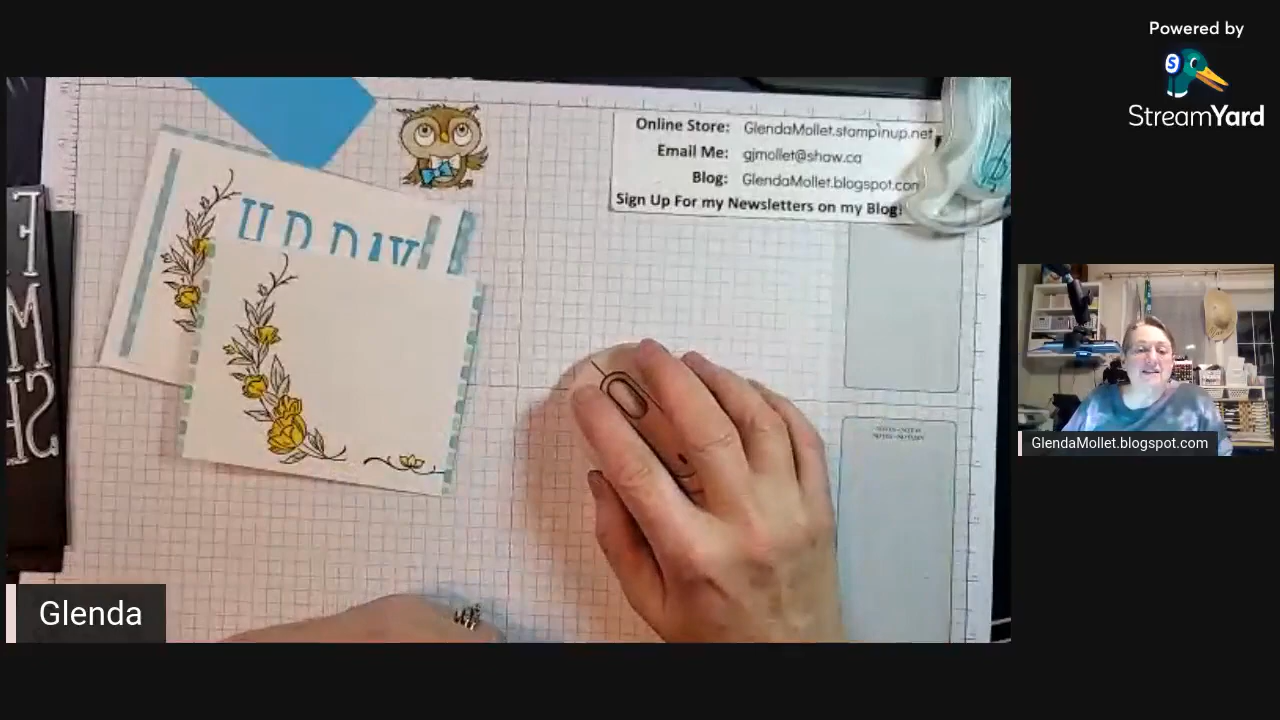 Powered by
StreamYard
Online Store: GlendaMollet.stampinup.net
Email Me: gjmollet@shaw.ca
Blog: GlendaMollet.blogspot.com
Sign Up For my Newsletters on my Blog!
GlendaMollet.blogspot.com
Glenda